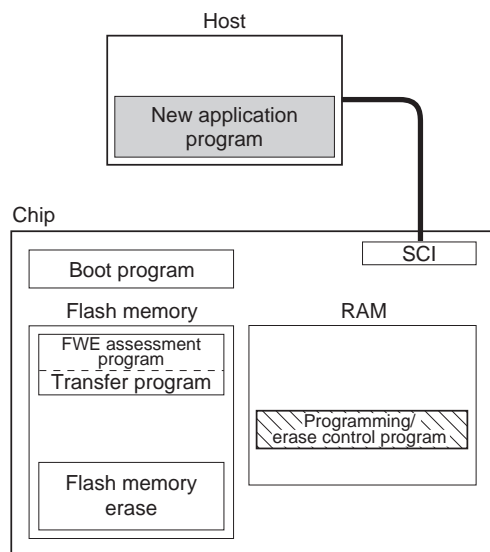 Host
New application
program
Chip
SCI
Boot program
Flash memory
FWE assessment
program
Transfer program
Flash memory
erase
RAM
Programming/
erase control program